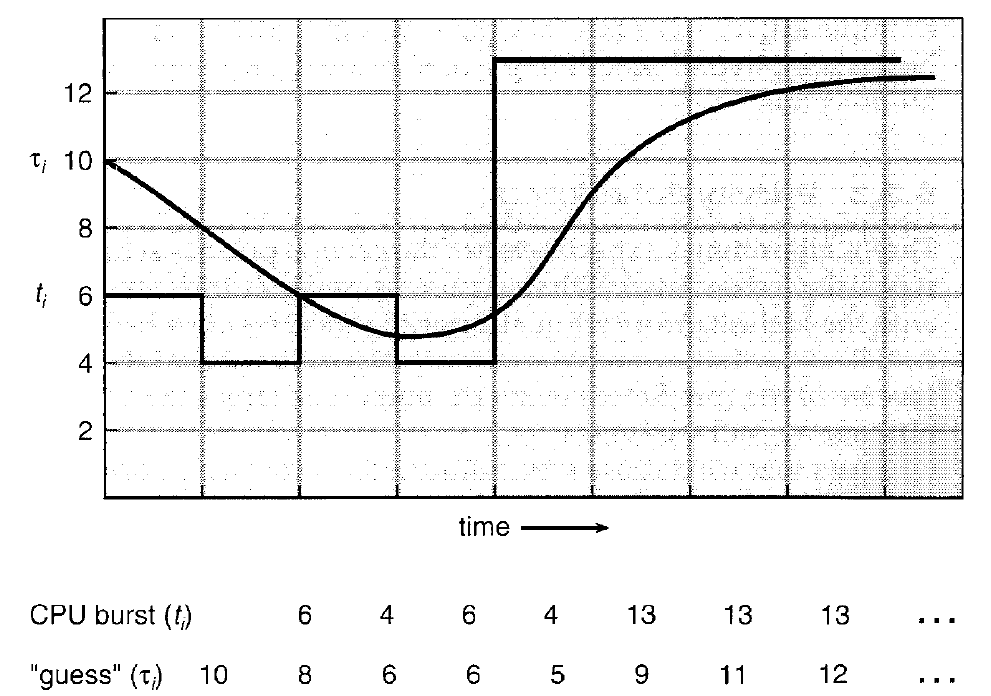 12
τi 10
8
ti 6
4
2
time
CPU burst (ti) 6 4 6 4 13 13 13 ...
"guess" (τi) 10 8 6 6 5 9 11 12 ...